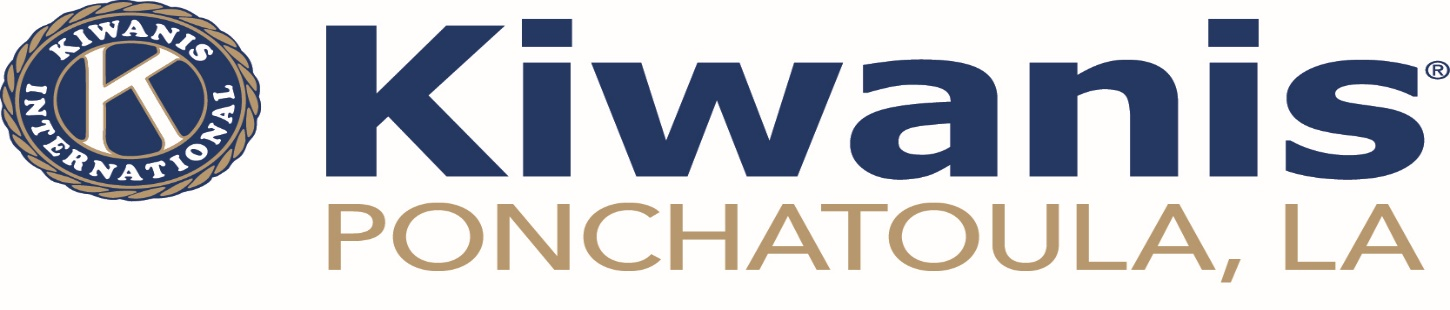 KIWANIS
K
INTERNATIONAL
Kiwanis®
PONCHATOULA, LA